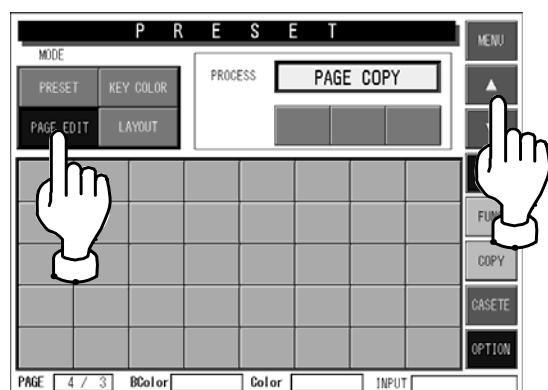 PRESET
MENU
MODE
PRESET
KEY COLOR
PROCESS
PAGE COPY
▲
PAGE EDIT
LAYOUT
COPY
CASETE
OPTION
PAGE 4 / 3 BColor Color INPUT